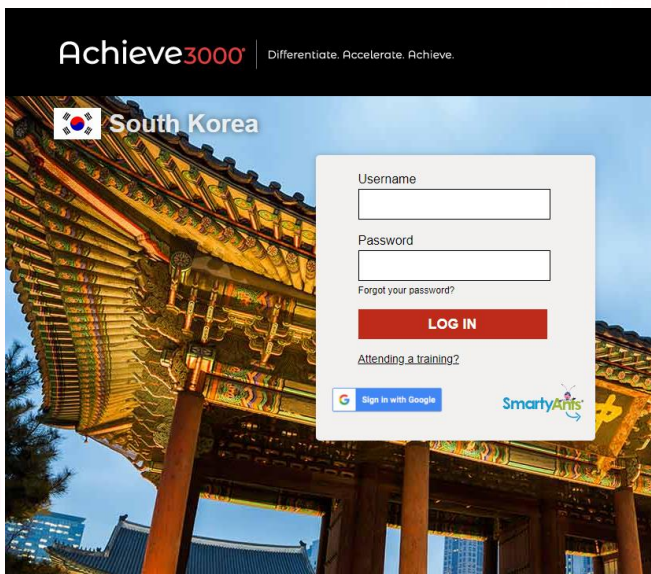 Achieve3000
Differentiate. Accelerate. Achieve.
South Korea
Username
Password
Forgot your password?
LOG IN
Attending a training?
G Sign in with Google
SmartyAnts
中